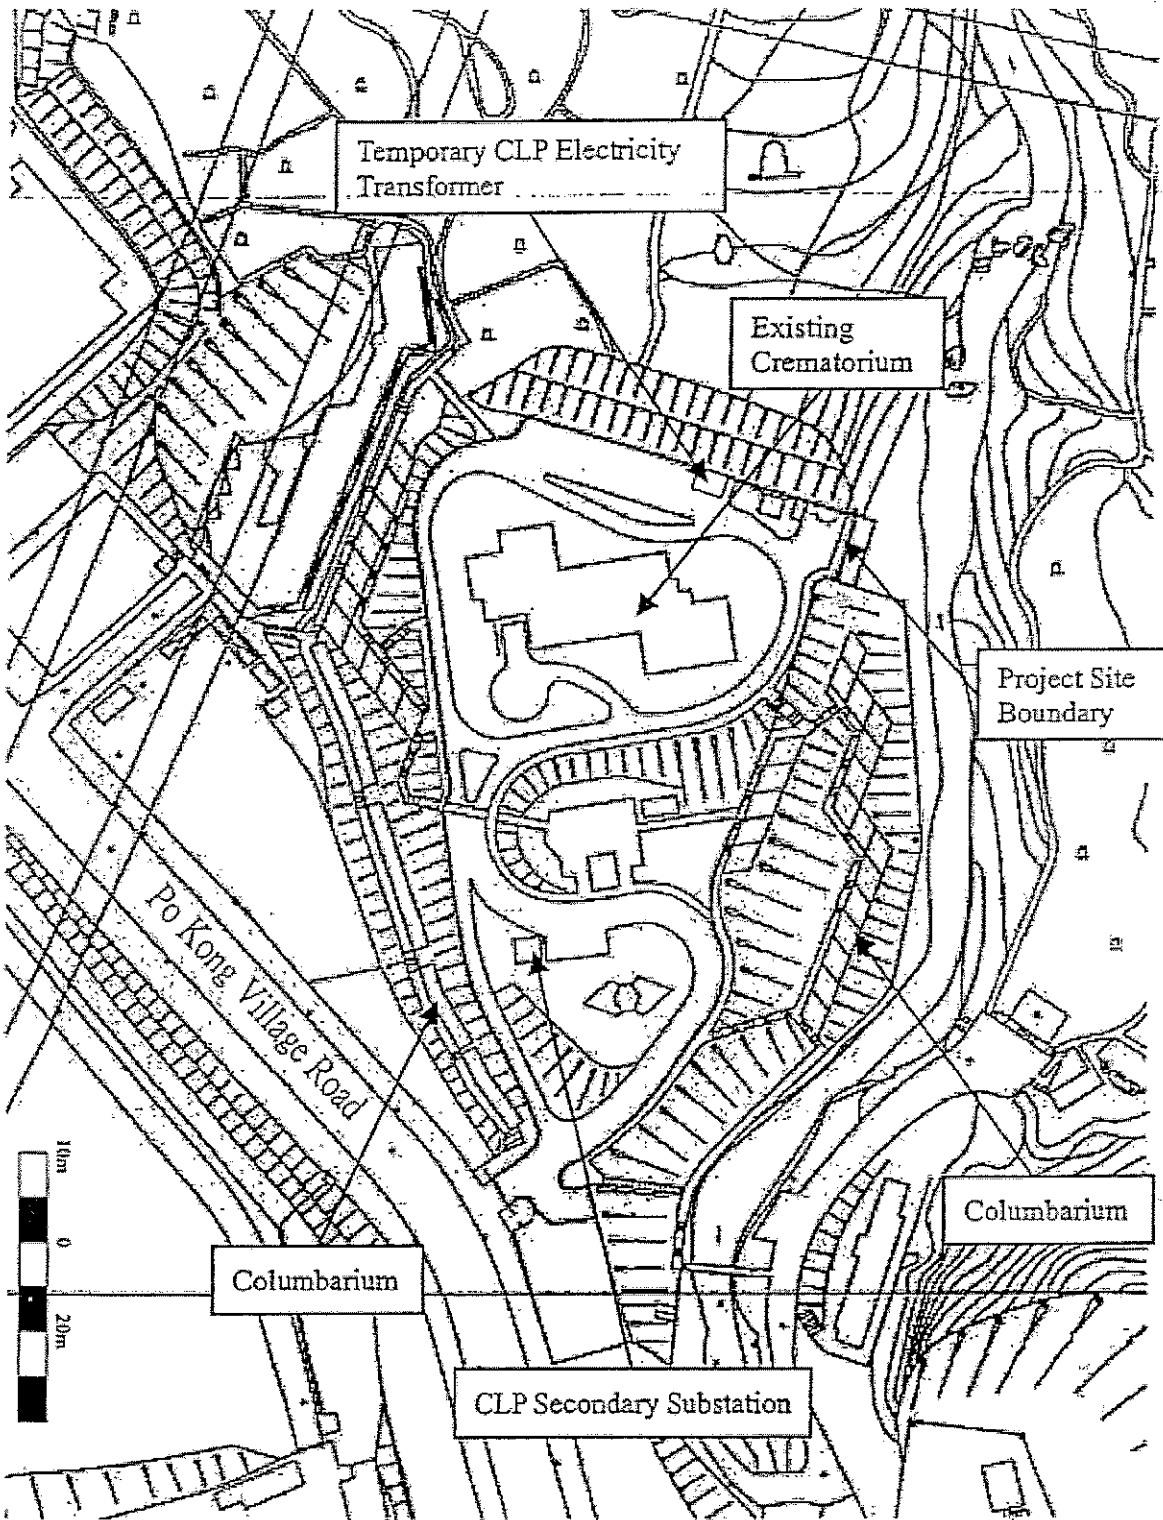 Temporary CLP Electricity
Transformer
Existing
Crematorium
Project Site
Boundary
Po Kong Village Road
Columbarium
10m
0
20m
Columbarium
CLP Secondary Substation